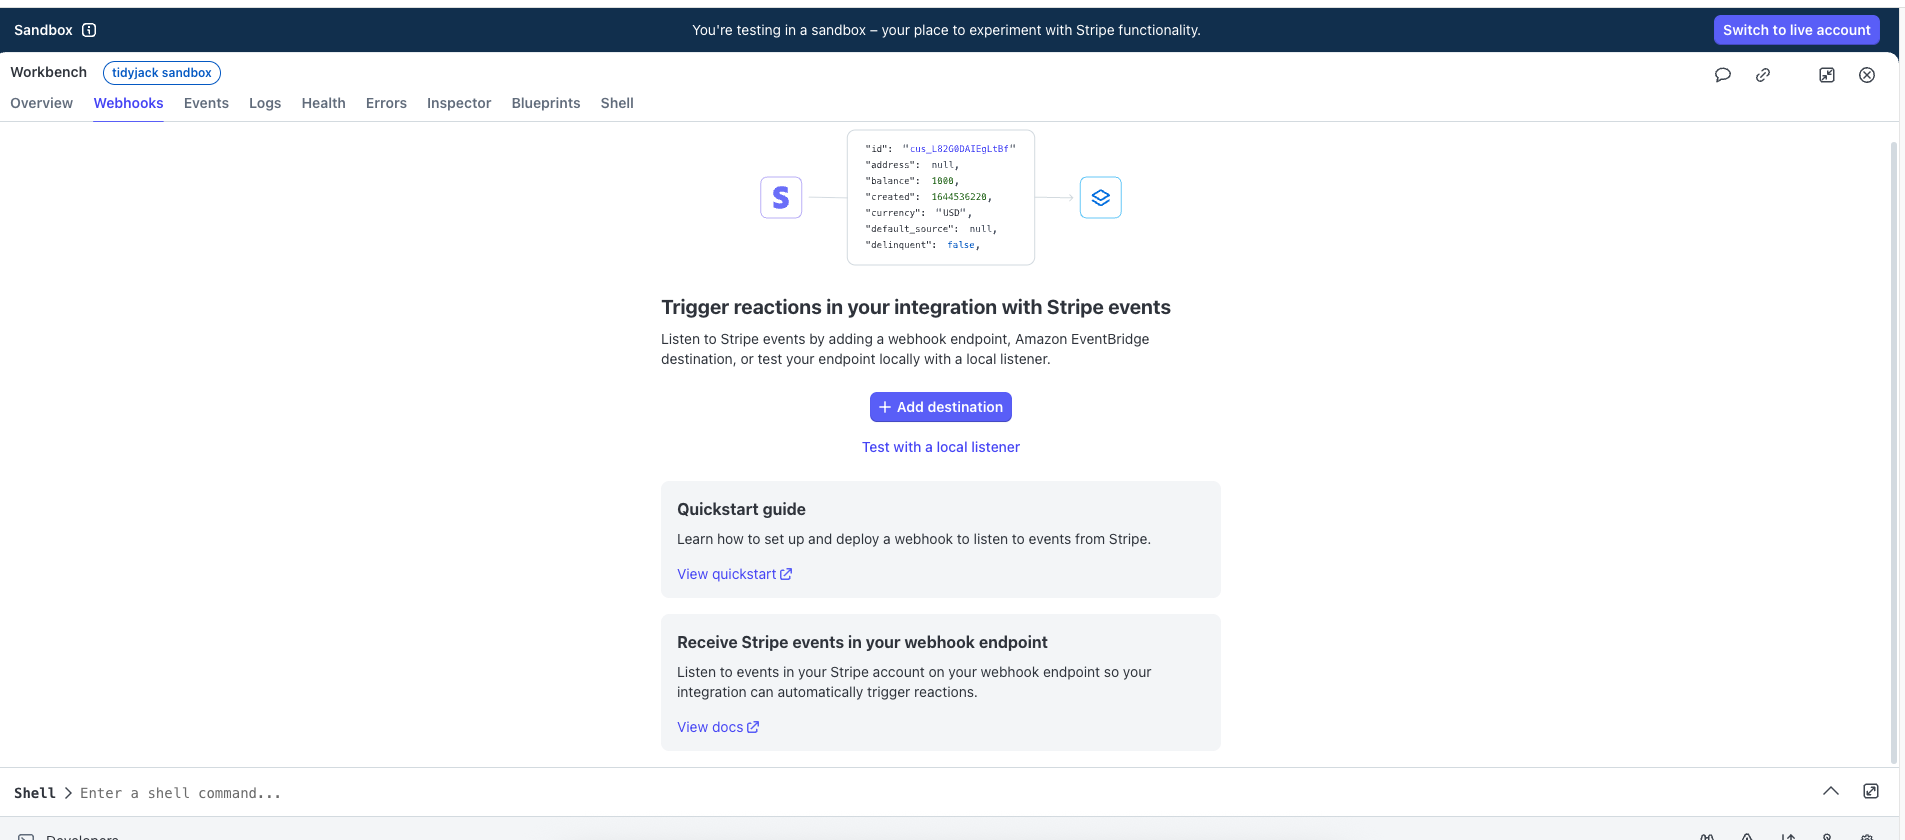 Sandbox
You're testing in a sandbox – your place to experiment with Stripe functionality.
Switch to live account
Workbench
tidyjack sandbox
Overview
Webhooks
Events
Logs
Health
Errors
Inspector
Blueprints
Shell
S
"id": "cus_L82G0DAIEgLtBf"
"address": null,
"balance": 1000,
"created": 1644536220,
"currency": "USD",
"default_source": null,
"delinquent": false,
Trigger reactions in your integration with Stripe events
Listen to Stripe events by adding a webhook endpoint, Amazon EventBridge
destination, or test your endpoint locally with a local listener.
+ Add destination
Test with a local listener
Quickstart guide
Learn how to set up and deploy a webhook to listen to events from Stripe.
View quickstart
Receive Stripe events in your webhook endpoint
Listen to events in your Stripe account on your webhook endpoint so your
integration can automatically trigger reactions.
View docs
Shell > Enter a shell command...
Developers